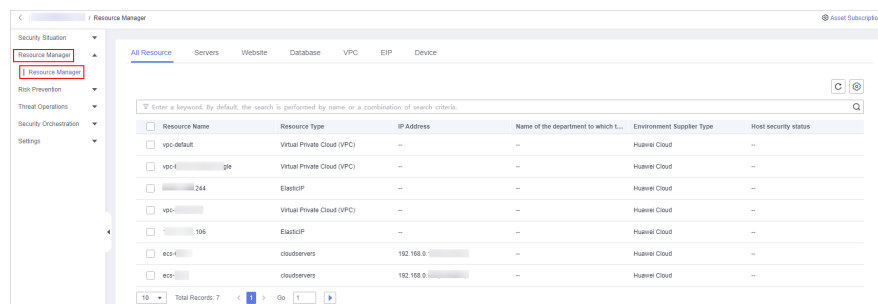 / Resource Manager
Asset Subscriptio
Security Situation
Resource Manager
Resource Manager
Risk Prevention
Threat Operations
Security Orchestration
Settings
All Resource Servers Website Database VPC EIP Device
Enter a keyword. By default, the search is performed by name or a combination of search criteria.
Resource Name Resource Type IP Address Name of the department to which t... Environment Supplier Type Host security status
vpc-default Virtual Private Cloud (VPC) -- -- Huawei Cloud --
vpc- gle Virtual Private Cloud (VPC) -- -- Huawei Cloud --
.244 ElasticIP -- -- Huawei Cloud --
vpc- Virtual Private Cloud (VPC) -- -- Huawei Cloud --
.106 ElasticIP -- -- Huawei Cloud --
ecs- cloudservers 192.168.0. -- Huawei Cloud --
ecs- cloudservers 192.168.0. -- Huawei Cloud --
10 Total Records: 7 < 1 > Go 1